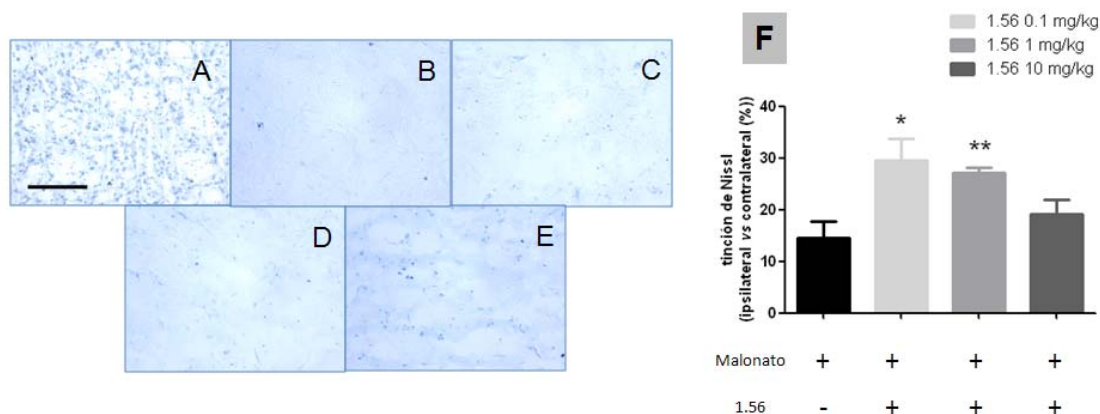 A
B
C
D
E
F
1.56 0.1 mg/kg
1.56 1 mg/kg
1.56 10 mg/kg
tinción de Nissl
(ipsilateral vs contralateral (%))
40
30
20
10
0
*
**
Malonato + + + +
1.56 - + + +